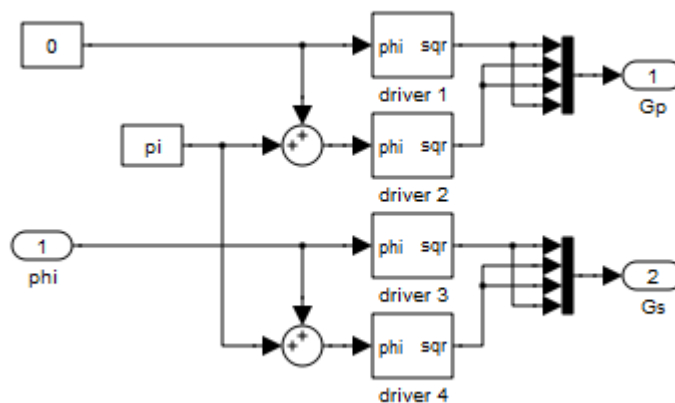 0
phi sqr
driver 1
1
Gp
pi
+
+
phi sqr
driver 2
1
phi
phi sqr
driver 3
2
Gs
+
+
phi sqr
driver 4